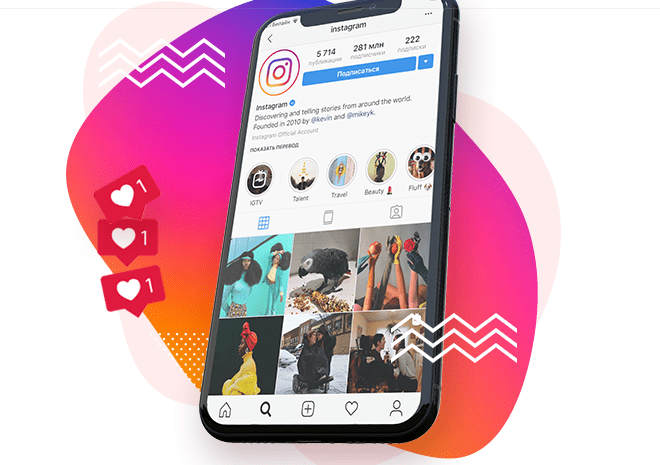 Билайн
instagram
5 714
281 млн
222
публикации
подписчики
подписки
Подписаться
Instagram
Discovering and telling stories from around the world.
Founded in 2010 by @kevin and @mikeyk.
Instagram Official Account
ПОКАЗАТЬ ПЕРЕВОД
IGTV
Talent
Travel
Beauty 💄
Fluff 🐶
1
1
1